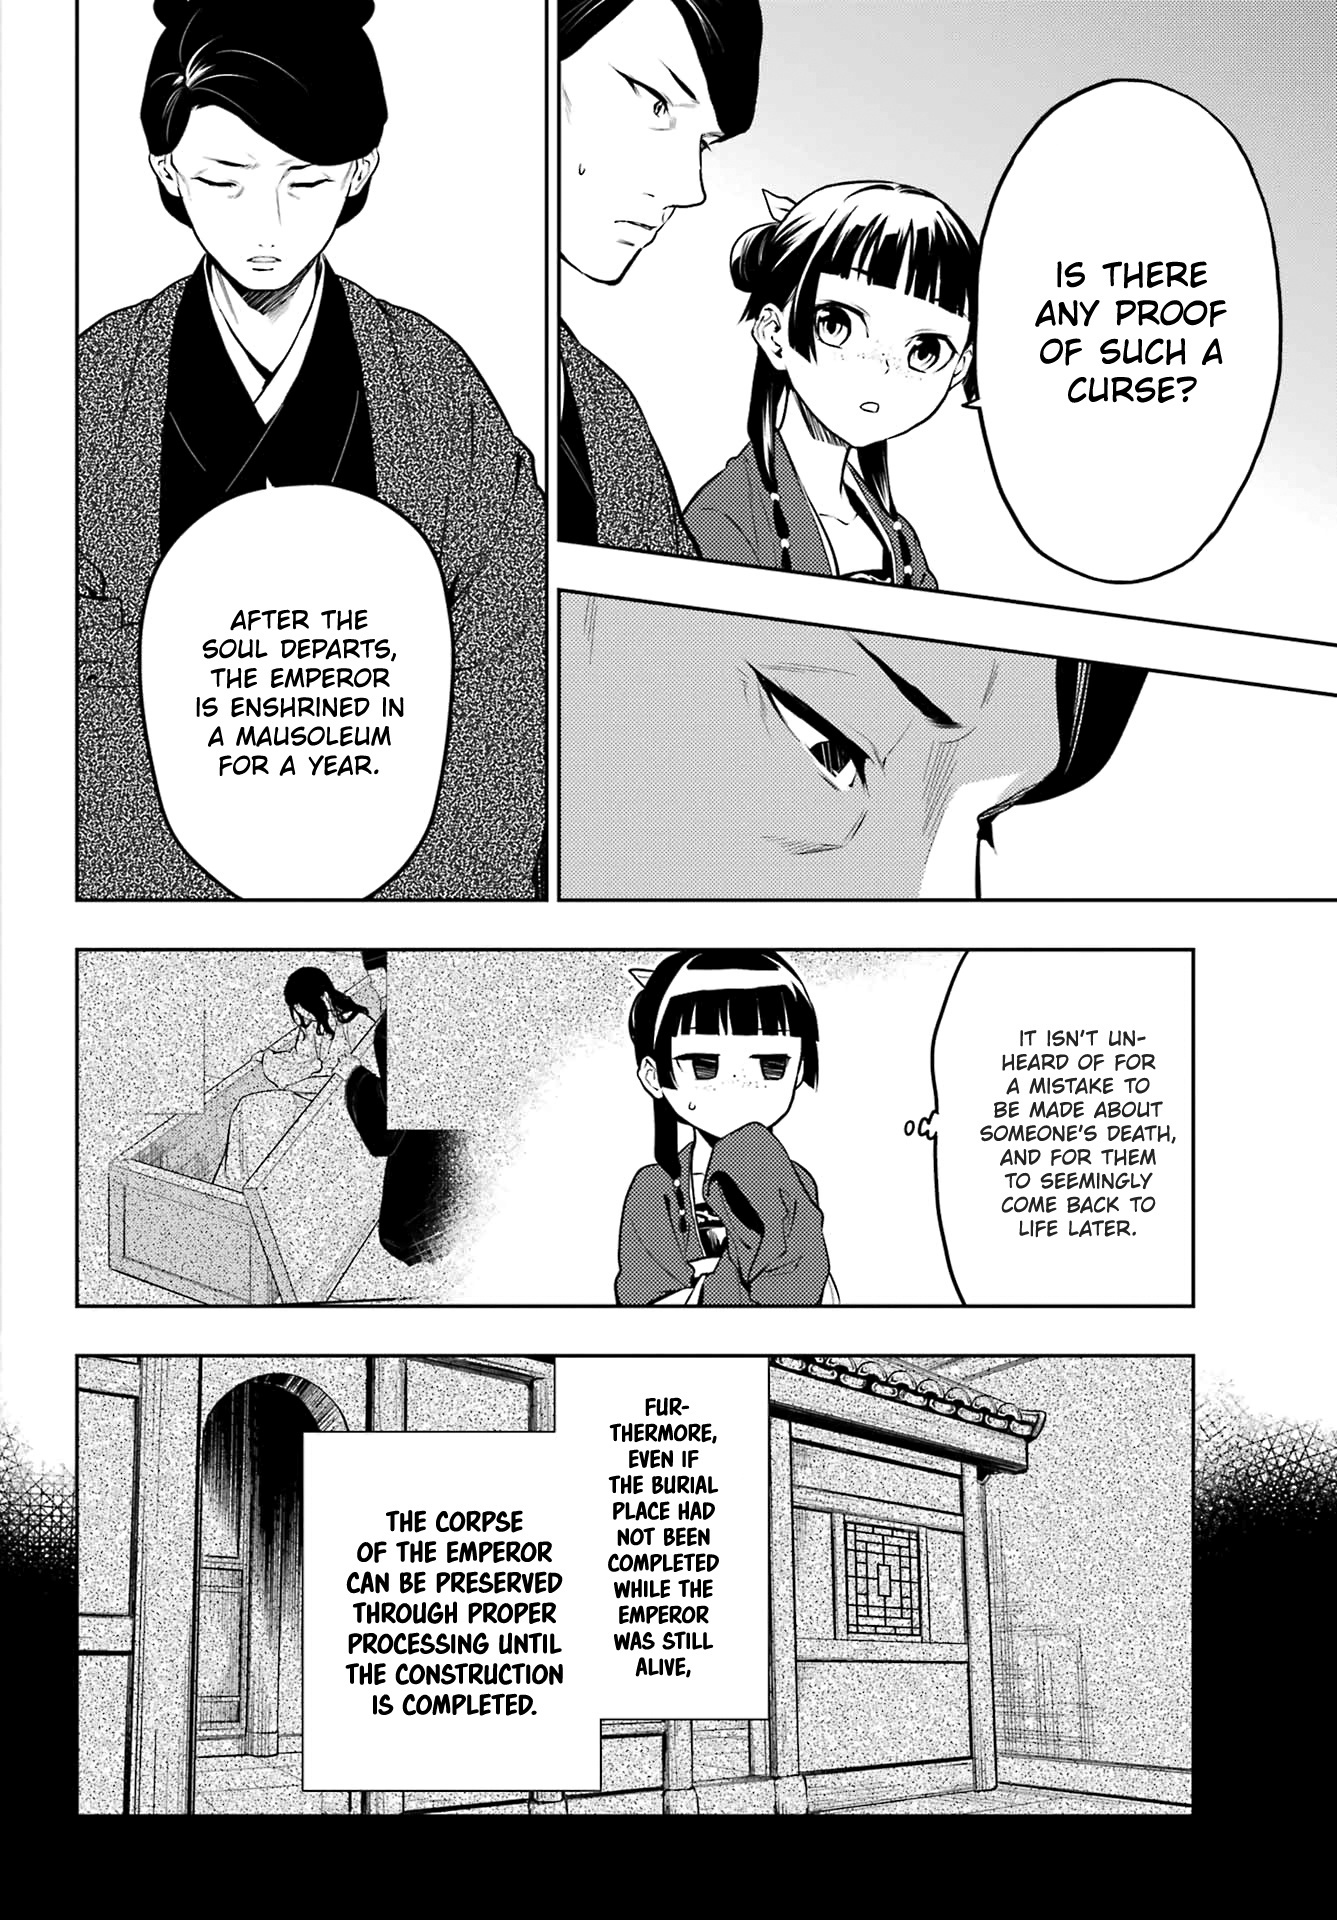 IS THERE
ANY PROOF
OF SUCH A
CURSE?
AFTER THE
SOUL DEPARTS,
THE EMPEROR
IS ENSHRINED IN
A MAUSOLEUM
FOR A YEAR.
IT ISN'T UN-
HEARD OF FOR
A MISTAKE TO
BE MADE ABOUT
SOMEONE'S DEATH,
AND FOR THEM
TO SEEMINGLY
COME BACK TO
LIFE LATER.
FUR-
THERMORE,
EVEN IF
THE BURIAL
PLACE HAD
NOT BEEN
COMPLETED
WHILE THE
EMPEROR
WAS STILL
ALIVE,
THE CORPSE
OF THE EMPEROR
CAN BE PRESERVED
THROUGH PROPER
PROCESSING UNTIL
THE CONSTRUCTION
IS COMPLETED.